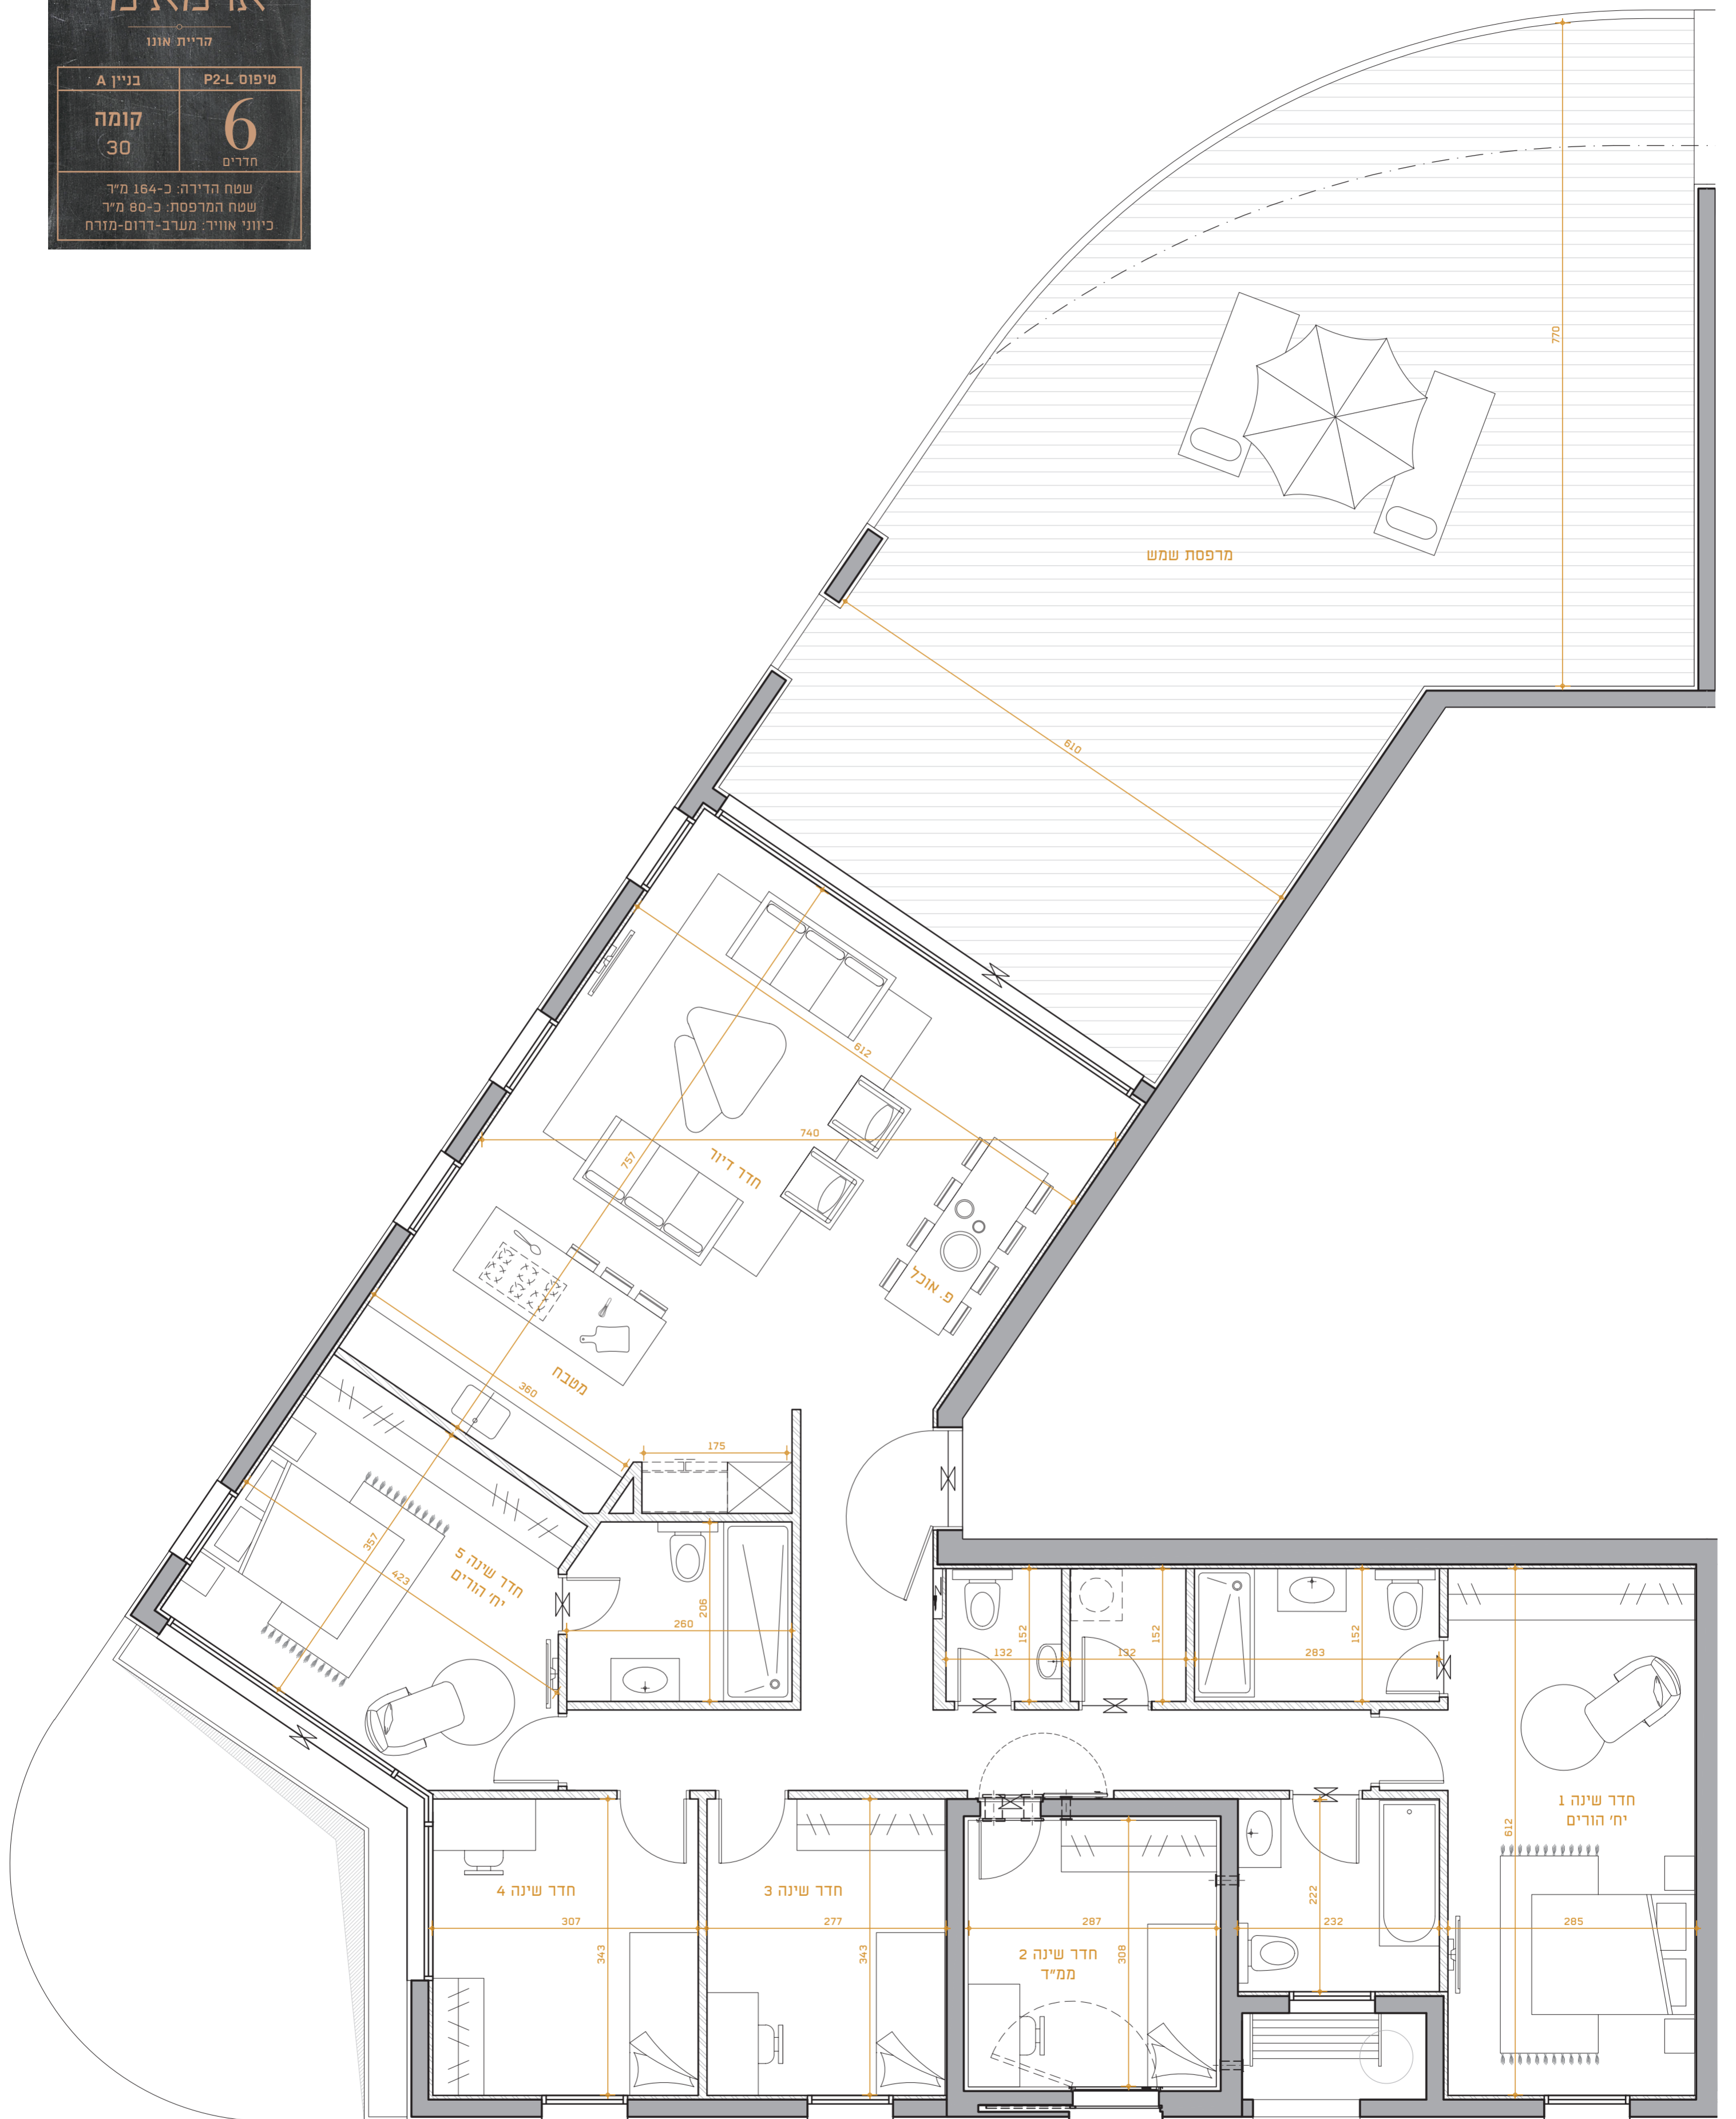 קריית אונו
טיפוס P2-L
בניין A
6
חדרים
קומה
30
שטח הדירה: כ-164 מ״ר
שטח המרפסת: כ-80 מ״ר
כיווני אוויר: מערב-דרום-מזרח
770
מרפסת שמש
610
612
740
757
חדר דיור
פ. אוכל
מטבח
360
175
357
423
חדר שינה 5
יח׳ הורים
206
260
152
132
152
132
152
283
612
חדר שינה 1
יח׳ הורים
285
חדר שינה 4
307
343
חדר שינה 3
277
343
287
308
חדר שינה 2
ממ״ד
222
232